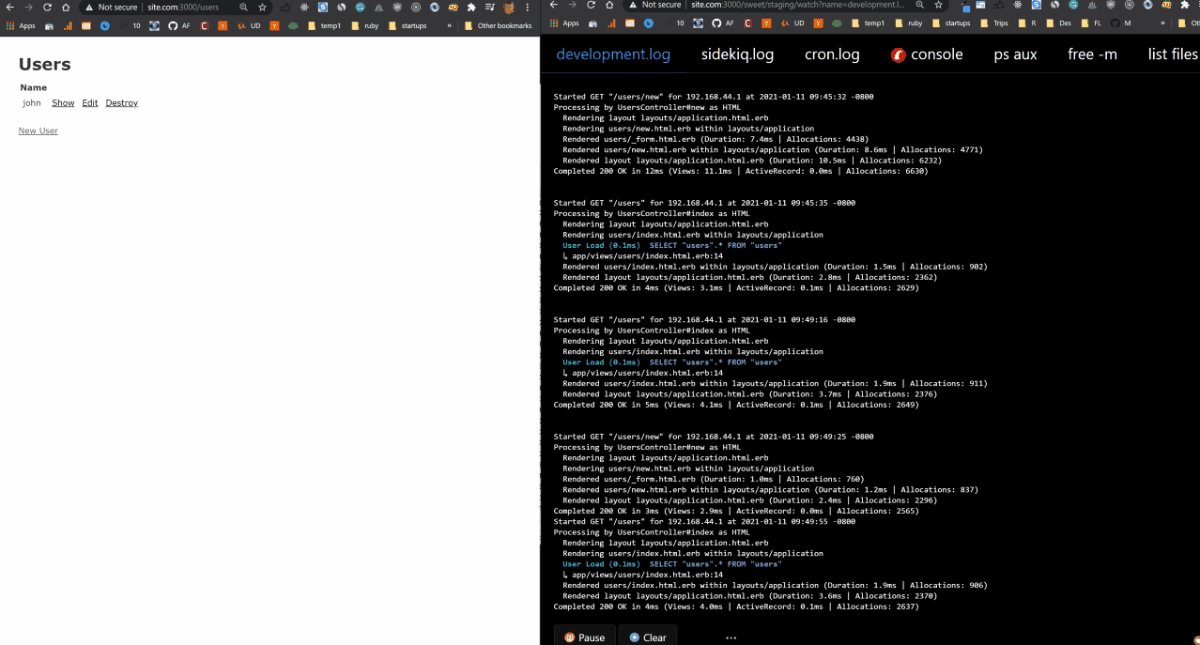 Not secure | site.com:3000/users
Apps 10 AF UD temp1 ruby startups » Other bookmarks
Users
Name
john Show Edit Destroy
New User
Not secure | site.com:3000/sweet/staging/watch?name=development.l...
Apps 10 AF UD temp1 ruby startups Trips R Des FL M »
development.log sidekiq.log cron.log console ps aux free -m list files
Started GET "/users/new" for 192.168.44.1 at 2021-01-11 09:45:32 -0800
Processing by UsersController#new as HTML
Rendering layout layouts/application.html.erb
Rendering users/new.html.erb within layouts/application
Rendered users/_form.html.erb (Duration: 7.4ms | Allocations: 4438)
Rendered users/new.html.erb within layouts/application (Duration: 8.6ms | Allocations: 4771)
Rendered layout layouts/application.html.erb (Duration: 10.5ms | Allocations: 6232)
Completed 200 OK in 12ms (Views: 11.1ms | ActiveRecord: 0.0ms | Allocations: 6630)
Started GET "/users" for 192.168.44.1 at 2021-01-11 09:45:35 -0800
Processing by UsersController#index as HTML
Rendering layout layouts/application.html.erb
Rendering users/index.html.erb within layouts/application
User Load (0.1ms) SELECT "users".* FROM "users"
↳ app/views/users/index.html.erb:14
Rendered users/index.html.erb within layouts/application (Duration: 1.5ms | Allocations: 902)
Rendered layout layouts/application.html.erb (Duration: 2.8ms | Allocations: 2362)
Completed 200 OK in 4ms (Views: 3.1ms | ActiveRecord: 0.1ms | Allocations: 2629)
Started GET "/users" for 192.168.44.1 at 2021-01-11 09:49:16 -0800
Processing by UsersController#index as HTML
Rendering layout layouts/application.html.erb
Rendering users/index.html.erb within layouts/application
User Load (0.1ms) SELECT "users".* FROM "users"
↳ app/views/users/index.html.erb:14
Rendered users/index.html.erb within layouts/application (Duration: 1.9ms | Allocations: 911)
Rendered layout layouts/application.html.erb (Duration: 3.7ms | Allocations: 2376)
Completed 200 OK in 5ms (Views: 4.1ms | ActiveRecord: 0.1ms | Allocations: 2649)
Started GET "/users/new" for 192.168.44.1 at 2021-01-11 09:49:25 -0800
Processing by UsersController#new as HTML
Rendering layout layouts/application.html.erb
Rendering users/new.html.erb within layouts/application
Rendered users/_form.html.erb (Duration: 1.0ms | Allocations: 760)
Rendered users/new.html.erb within layouts/application (Duration: 1.2ms | Allocations: 837)
Rendered layout layouts/application.html.erb (Duration: 2.4ms | Allocations: 2296)
Completed 200 OK in 3ms (Views: 2.9ms | ActiveRecord: 0.0ms | Allocations: 2565)
Started GET "/users" for 192.168.44.1 at 2021-01-11 09:49:55 -0800
Processing by UsersController#index as HTML
Rendering layout layouts/application.html.erb
Rendering users/index.html.erb within layouts/application
User Load (0.1ms) SELECT "users".* FROM "users"
↳ app/views/users/index.html.erb:14
Rendered users/index.html.erb within layouts/application (Duration: 1.9ms | Allocations: 906)
Rendered layout layouts/application.html.erb (Duration: 3.6ms | Allocations: 2370)
Completed 200 OK in 4ms (Views: 4.0ms | ActiveRecord: 0.1ms | Allocations: 2637)
Pause Clear ...